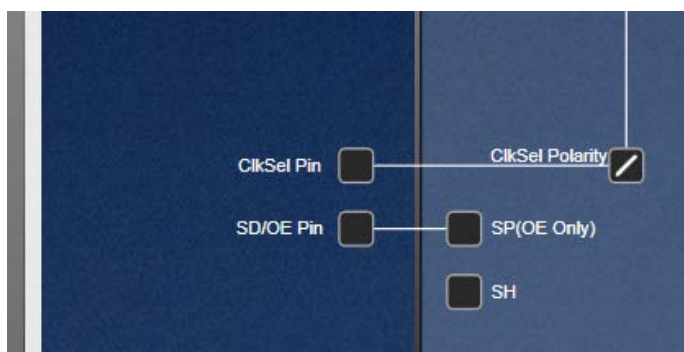 ClkSel Pin
ClkSel Polarity
SD/OE Pin
SP(OE Only)
SH